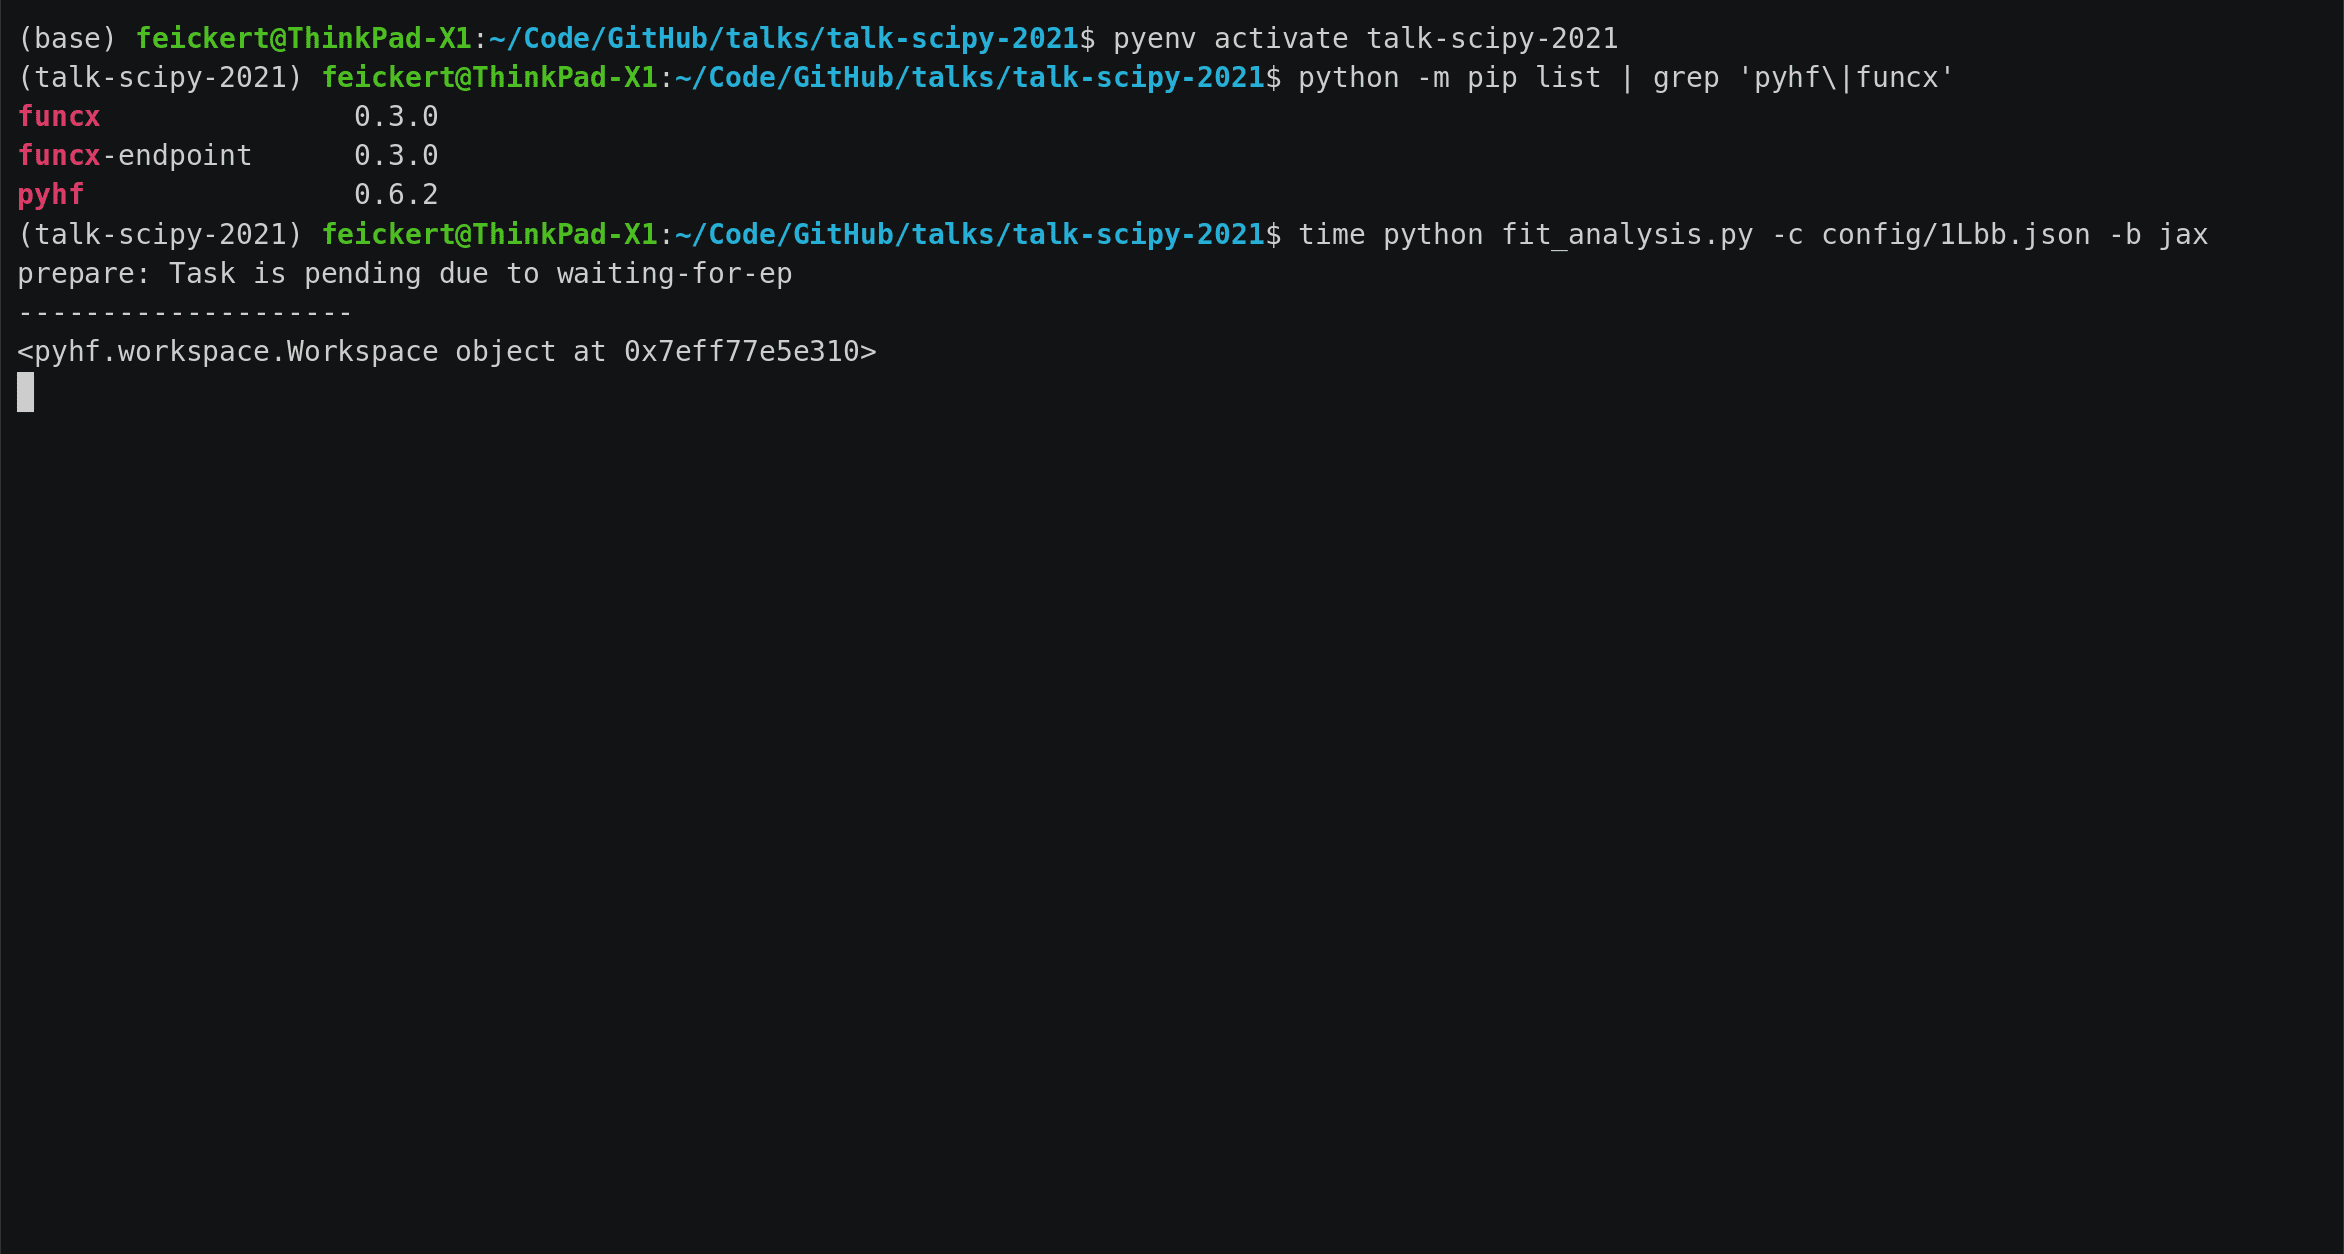 (base) feickert@ThinkPad-X1:~/Code/GitHub/talks/talk-scipy-2021$ pyenv activate talk-scipy-2021
(talk-scipy-2021) feickert@ThinkPad-X1:~/Code/GitHub/talks/talk-scipy-2021$ python -m pip list | grep 'pyhf\|funcx'
funcx               0.3.0
funcx-endpoint      0.3.0
pyhf                0.6.2
(talk-scipy-2021) feickert@ThinkPad-X1:~/Code/GitHub/talks/talk-scipy-2021$ time python fit_analysis.py -c config/1Lbb.json -b jax
prepare: Task is pending due to waiting-for-ep
--------------------
<pyhf.workspace.Workspace object at 0x7eff77e5e310>